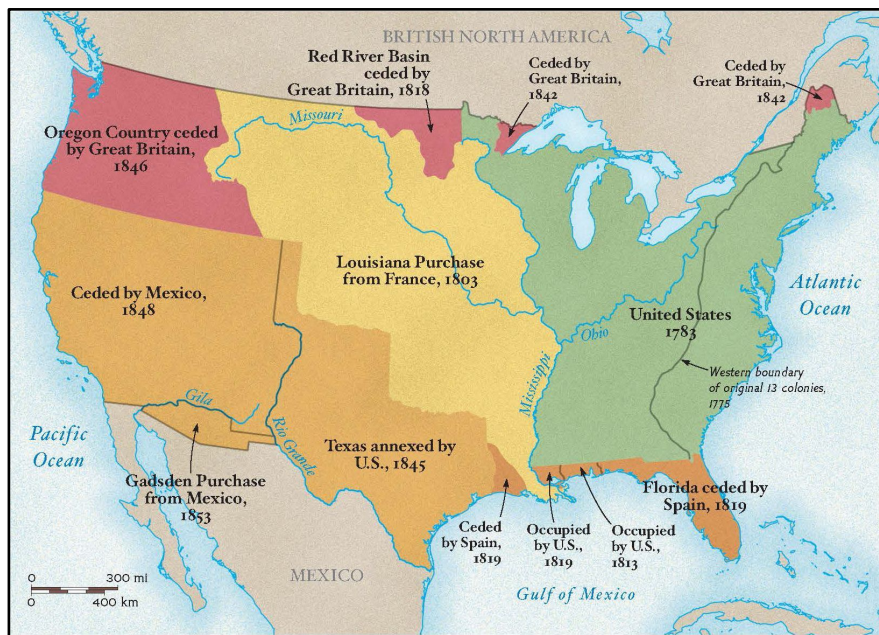 BRITISH NORTH AMERICA
Red River Basin
ceded by
Great Britain, 1818
Ceded by
Great Britain,
1842
Ceded by
Great Britain,
1842
Oregon Country ceded
by Great Britain,
1846
Missouri
Louisiana Purchase
from France, 1803
Ceded by Mexico,
1848
Atlantic
Ocean
United States
1783
Ohio
Mississippi
Western boundary
of original 13 colonies,
1775
Gila
Rio Grande
Pacific
Ocean
Texas annexed by
U.S., 1845
Gadsden Purchase
from Mexico,
1853
Florida ceded by
Spain, 1819
Ceded
by Spain,
1819
Occupied
by U.S.,
1819
Occupied
by U.S.,
1813
MEXICO
Gulf of Mexico
0 300 mi
0 400 km